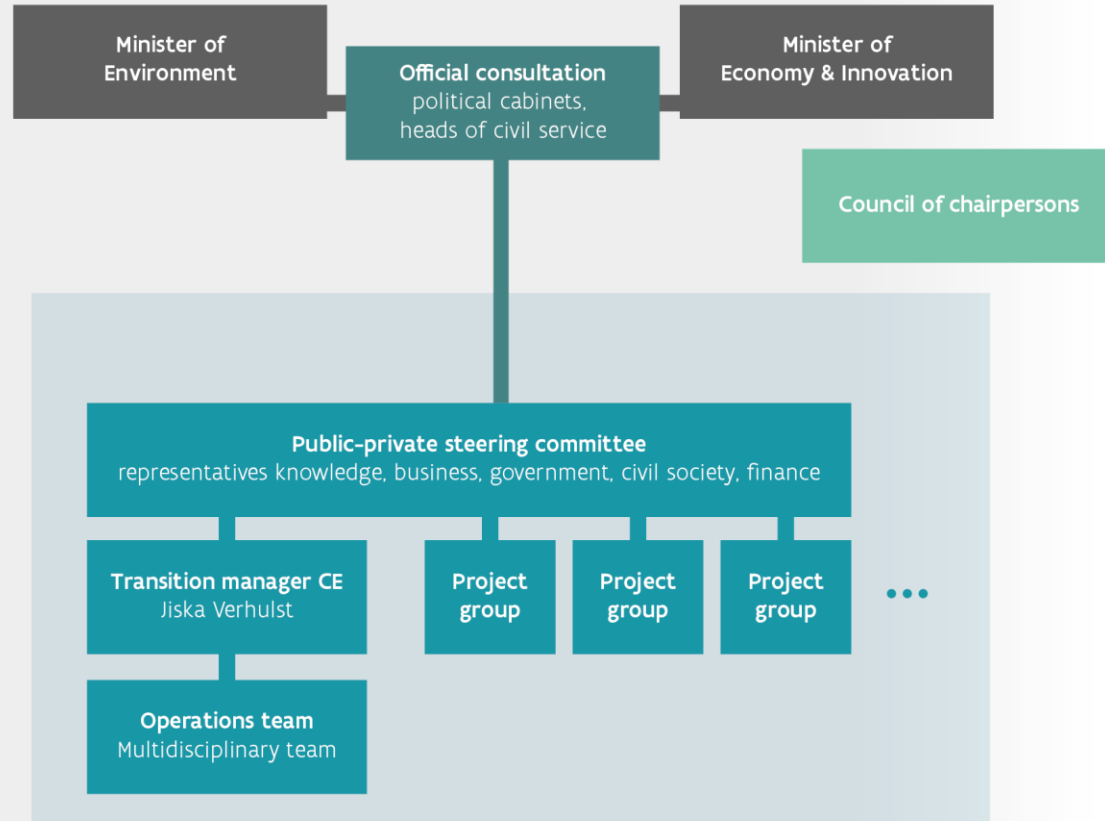 Minister of
Environment
Official consultation
political cabinets,
heads of civil service
Minister of
Economy & Innovation
Council of chairpersons
Public-private steering committee
representatives knowledge, business, government, civil society, finance
Transition manager CE
Jiska Verhulst
Project
group
Project
group
Project
group
...
Operations team
Multidisciplinary team